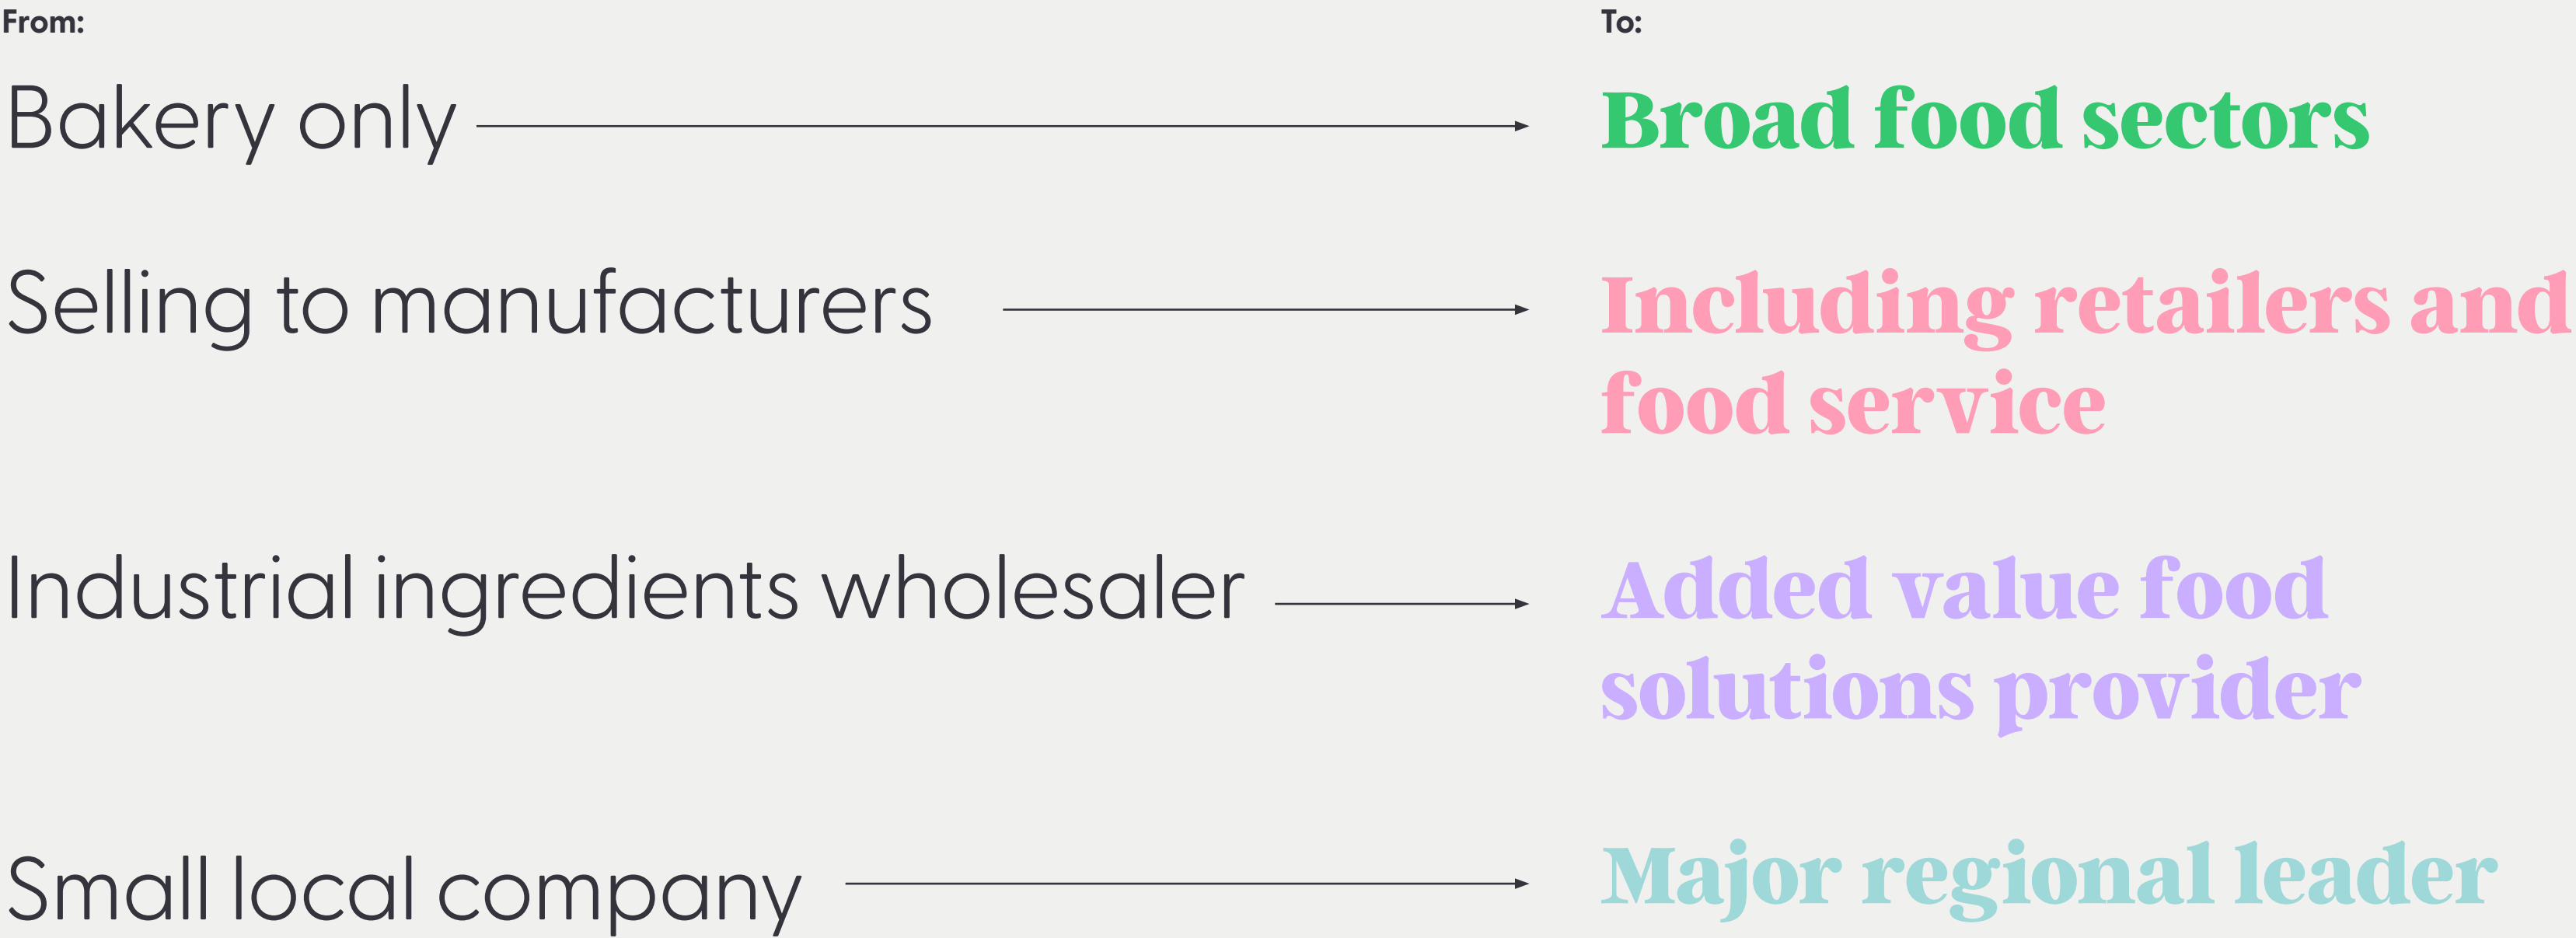 From:
To:
Bakery only
Broad food sectors
Selling to manufacturers
Including retailers and
food service
Industrial ingredients wholesaler
Added value food
solutions provider
Small local company
Major regional leader